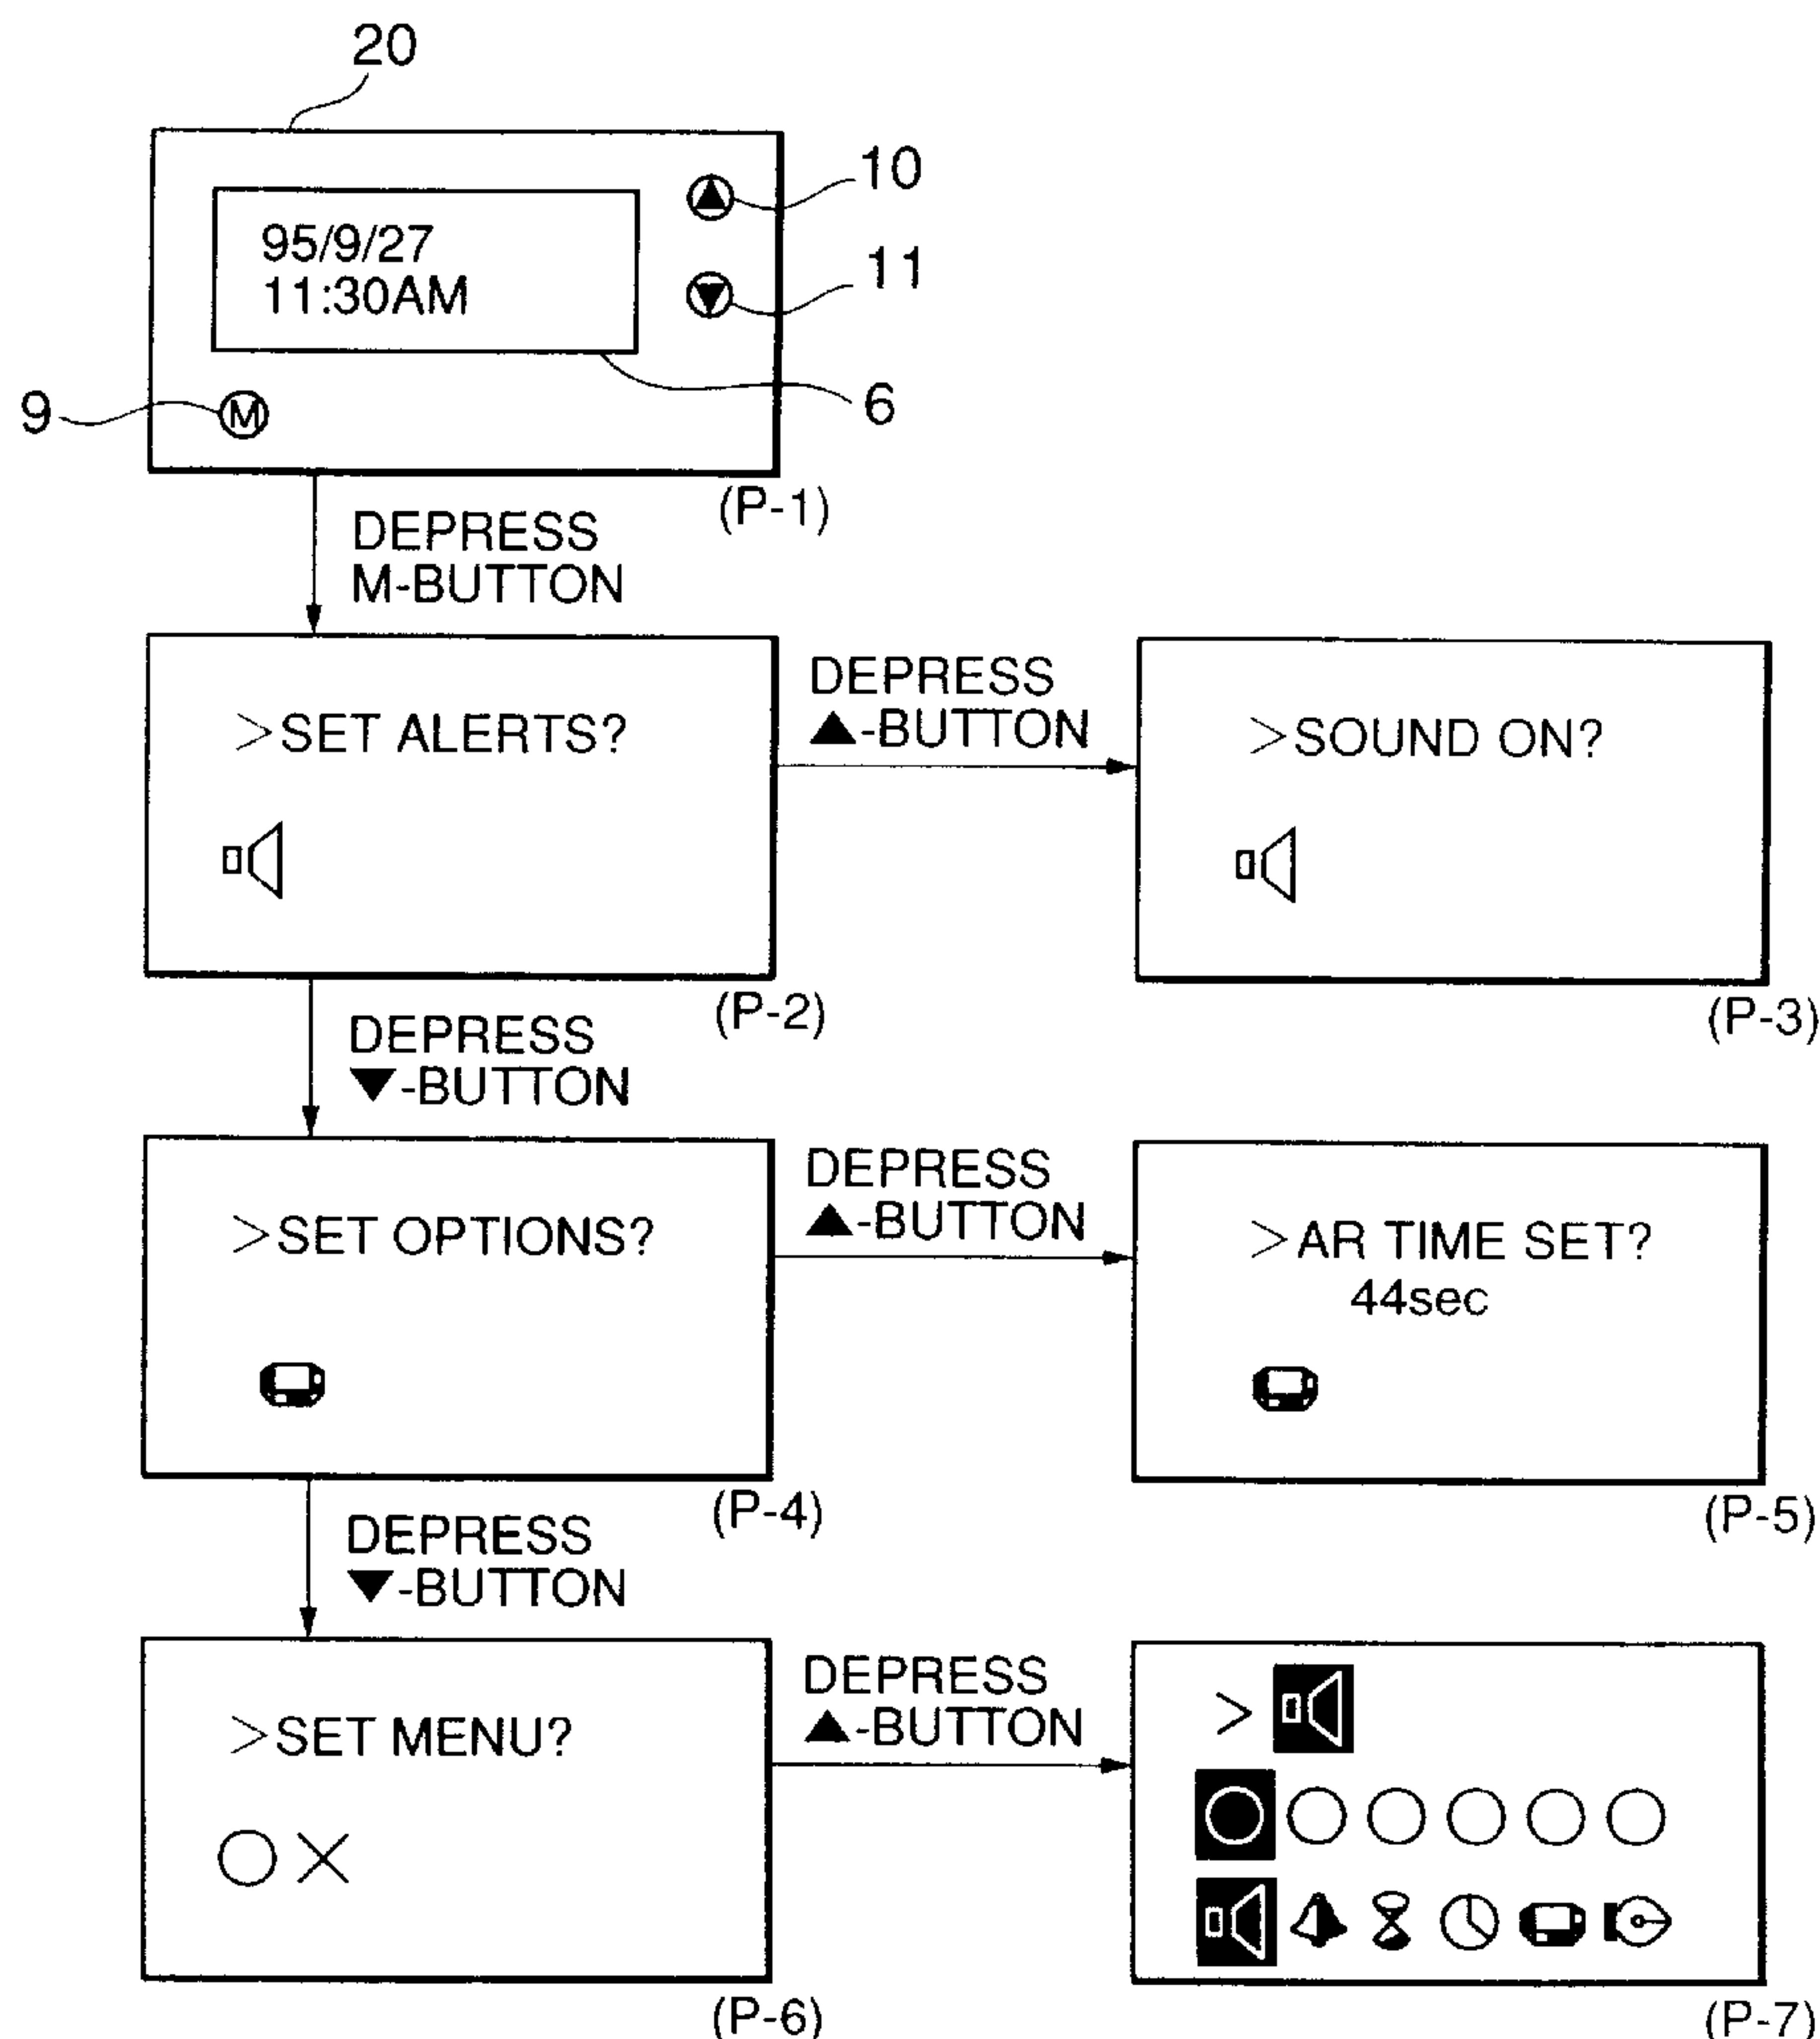 20
10
95/9/27
11:30AM
11
9
M
6
(P-1)
DEPRESS
M-BUTTON
>SET ALERTS?
DEPRESS
▲-BUTTON
>SOUND ON?
(P-2)
(P-3)
DEPRESS
▼-BUTTON
>SET OPTIONS?
DEPRESS
▲-BUTTON
>AR TIME SET?
44sec
(P-4)
(P-5)
DEPRESS
▼-BUTTON
>SET MENU?
DEPRESS
▲-BUTTON
>
(P-6)
(P-7)